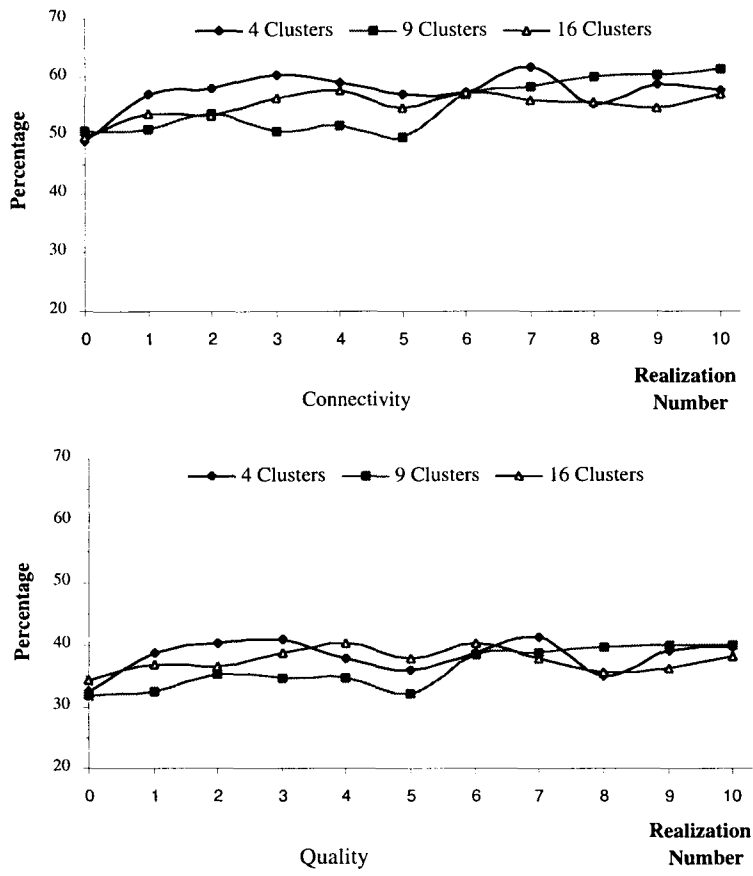 70
4 Clusters 9 Clusters 16 Clusters
60
50
40
30
20
Percentage
0 1 2 3 4 5 6 7 8 9 10
Realization
Number
Connectivity
70
4 Clusters 9 Clusters 16 Clusters
60
50
40
30
20
Percentage
0 1 2 3 4 5 6 7 8 9 10
Realization
Number
Quality